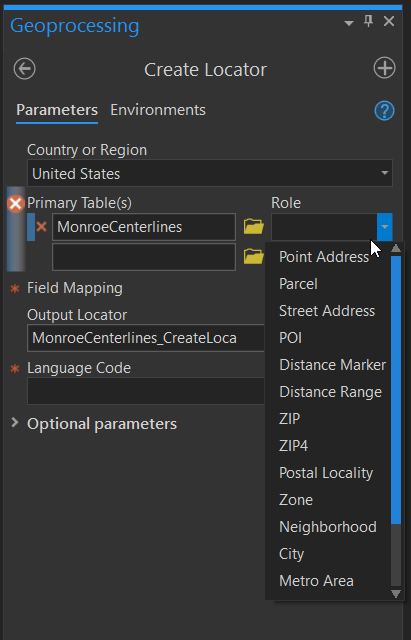 Geoprocessing
Create Locator
Parameters Environments
Country or Region
United States
Primary Table(s) Role
MonroeCenterlines
Point Address
Parcel
Field Mapping
Street Address
Output Locator
POI
MonroeCenterlines_CreateLoca
Distance Marker
Language Code
Distance Range
ZIP
Optional parameters
ZIP4
Postal Locality
Zone
Neighborhood
City
Metro Area